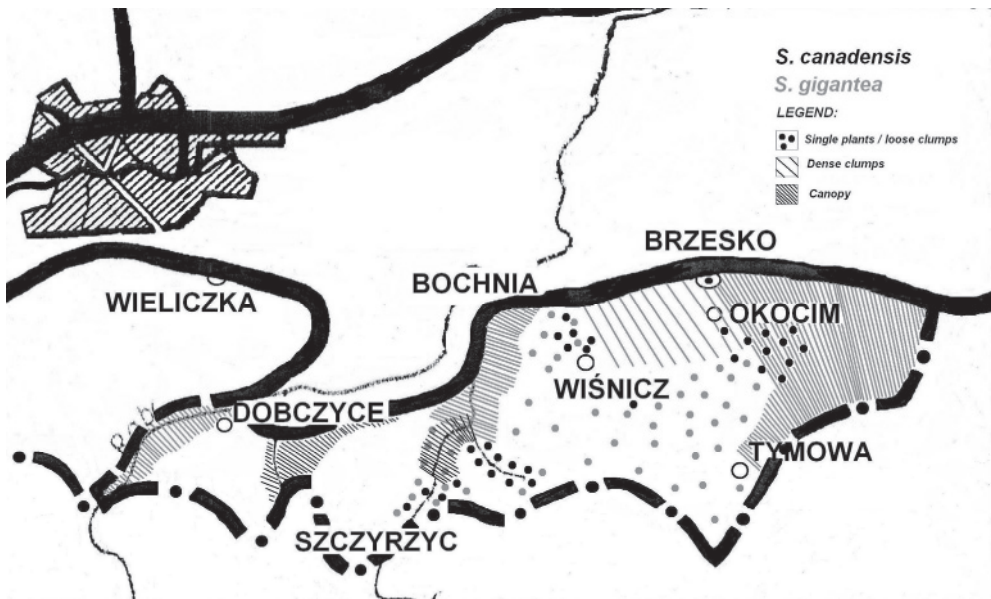 S. canadensis
S. gigantea
LEGEND:
Single plants / loose clumps
Dense clumps
Canopy
BRZESKO
BOCHNIA
WIELICZKA
OKOCIM
WIŚNICZ
DOBCZYCE
TYMOWA
SZCZYRZYC